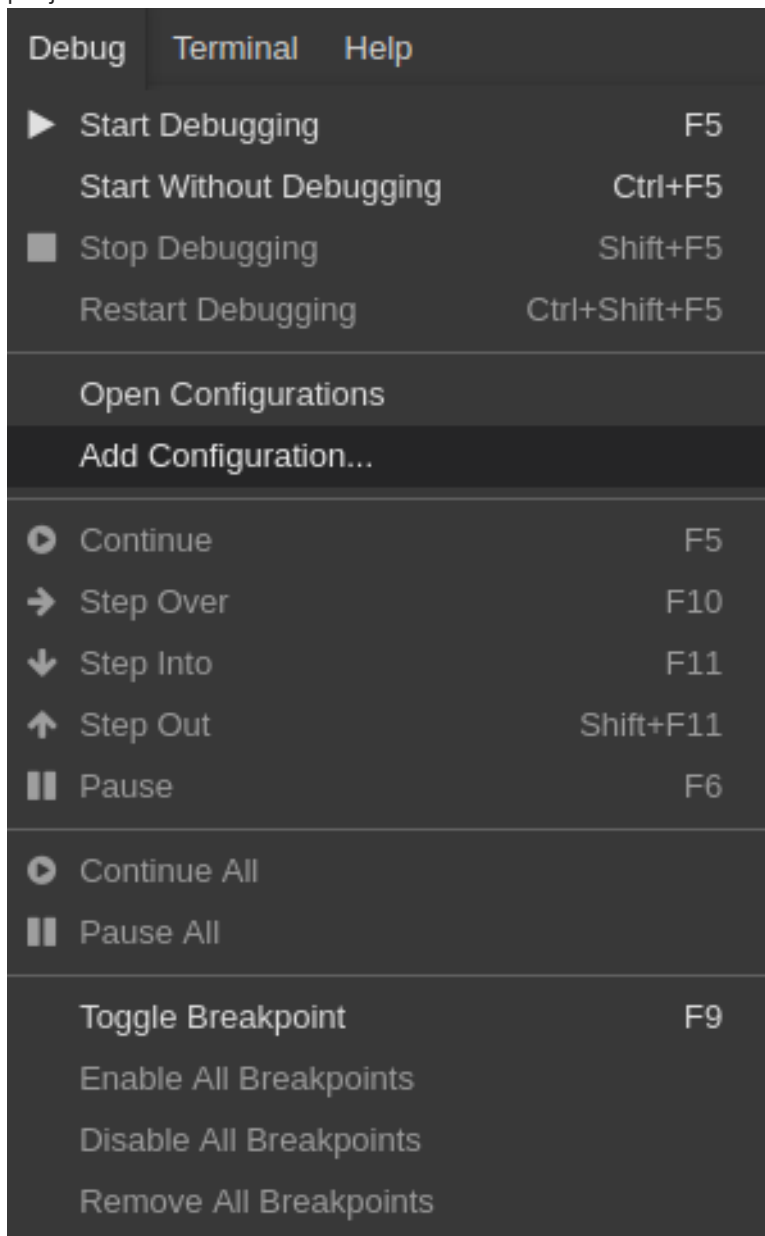 Debug Terminal Help
Start Debugging F5
Start Without Debugging Ctrl+F5
Stop Debugging Shift+F5
Restart Debugging Ctrl+Shift+F5
Open Configurations
Add Configuration...
Continue F5
Step Over F10
Step Into F11
Step Out Shift+F11
Pause F6
Continue All
Pause All
Toggle Breakpoint F9
Enable All Breakpoints
Disable All Breakpoints
Remove All Breakpoints